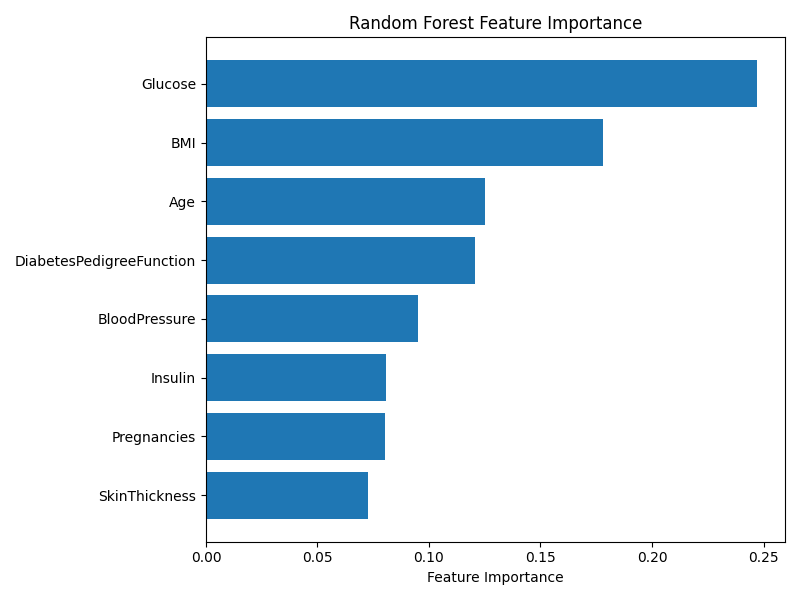 Random Forest Feature Importance
Glucose
BMI
Age
DiabetesPedigreeFunction
BloodPressure
Insulin
Pregnancies
SkinThickness
0.00 0.05 0.10 0.15 0.20 0.25
Feature Importance